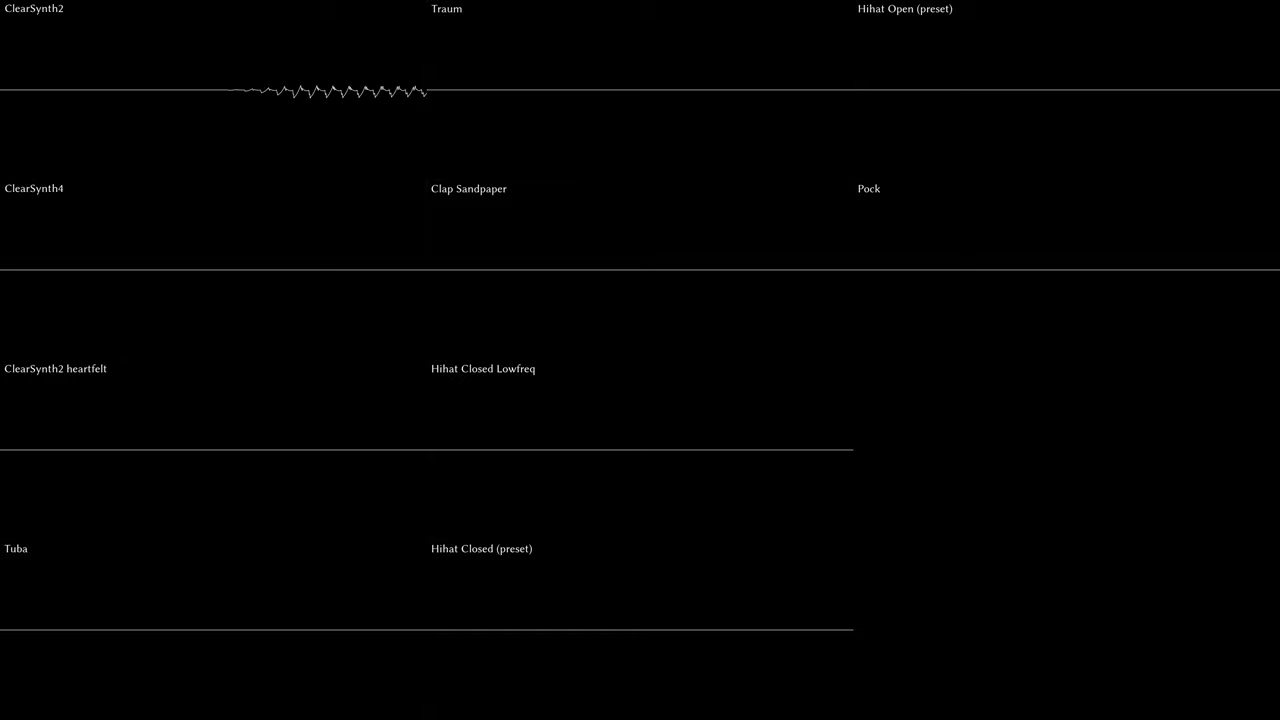 ClearSynth2
Traum
Hihat Open (preset)
ClearSynth4
Clap Sandpaper
Pock
ClearSynth2 heartfelt
Hihat Closed Lowfreq
Tuba
Hihat Closed (preset)